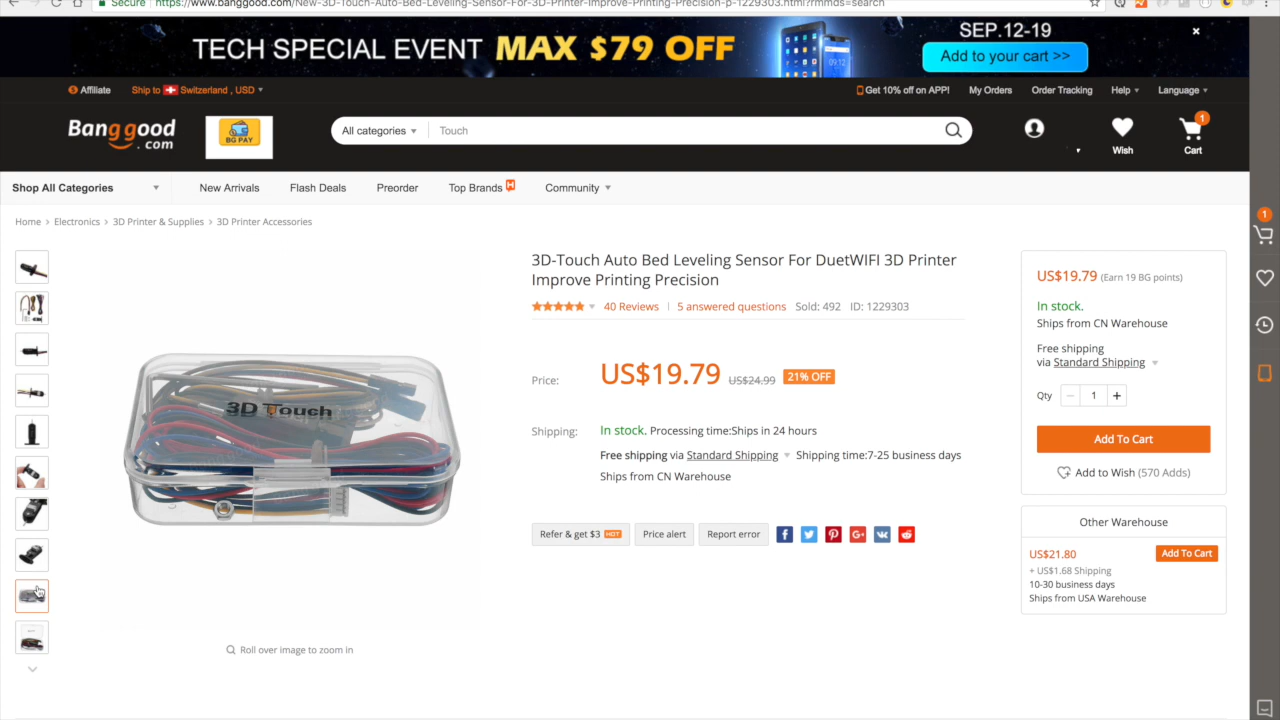 Secure https://www.banggood.com/New-3D-Touch-Auto-Bed-Leveling-Sensor-For-3D-Printer-Improve-Printing-Precision-p-1229303.html?rmmds=search
TECH SPECIAL EVENT MAX $79 OFF
SEP.12-19
Add to your cart >>
Affiliate
Ship to Switzerland , USD
Get 10% off on APP!
My Orders
Order Tracking
Help
Language
Banggood
.com
BG PAY
All categories
Touch
Wish
1
Cart
Shop All Categories
New Arrivals
Flash Deals
Preorder
Top Brands
Community
Home > Electronics > 3D Printer & Supplies > 3D Printer Accessories
3D-Touch Auto Bed Leveling Sensor For DuetWIFI 3D Printer
Improve Printing Precision
40 Reviews | 5 answered questions Sold: 492 ID: 1229303
Price: US$19.79 US$24.99 21% OFF
Shipping: In stock. Processing time:Ships in 24 hours
Free shipping via Standard Shipping Shipping time:7-25 business days
Ships from CN Warehouse
Refer & get $3 HOT
Price alert
Report error
3D Touch
Roll over image to zoom in
US$19.79 (Earn 19 BG points)
In stock.
Ships from CN Warehouse
Free shipping
via Standard Shipping
Qty − 1 +
Add To Cart
Add to Wish (570 Adds)
Other Warehouse
US$21.80
Add To Cart
+ US$1.68 Shipping
10-30 business days
Ships from USA Warehouse
1